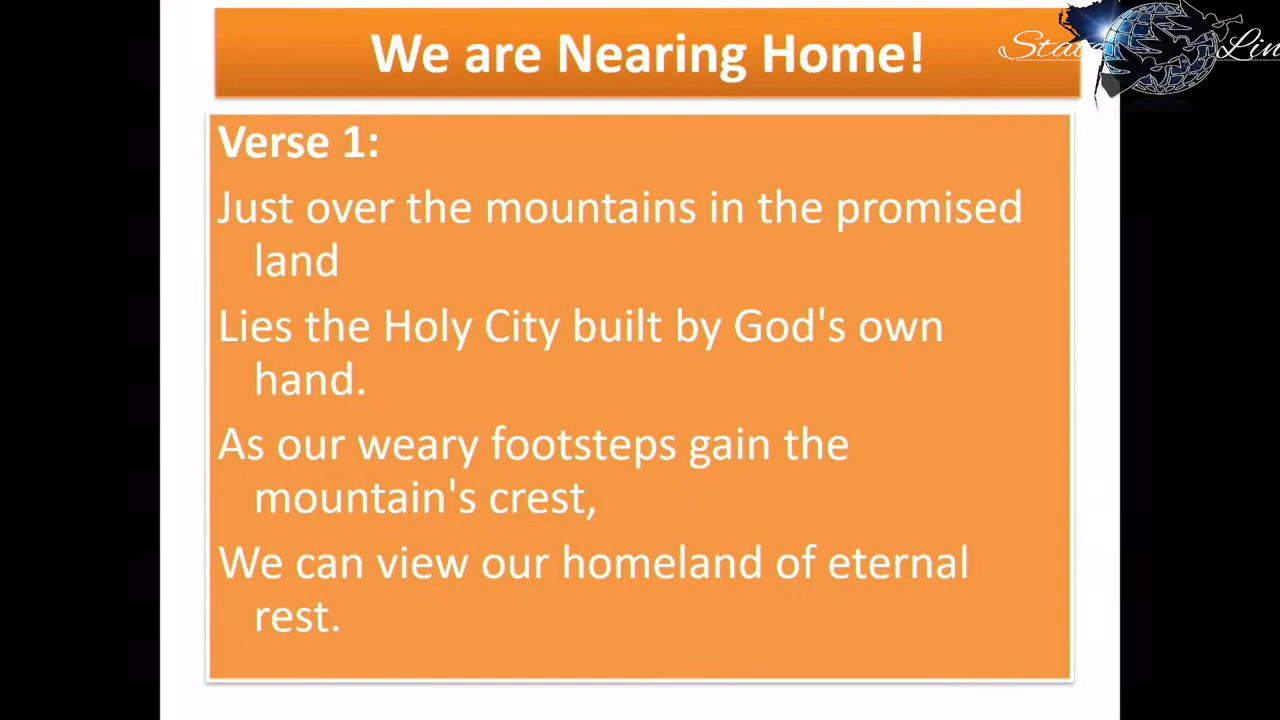 We are Nearing Home!
Verse 1:
Just over the mountains in the promised
land
Lies the Holy City built by God's own
hand.
As our weary footsteps gain the
mountain's crest,
We can view our homeland of eternal
rest.